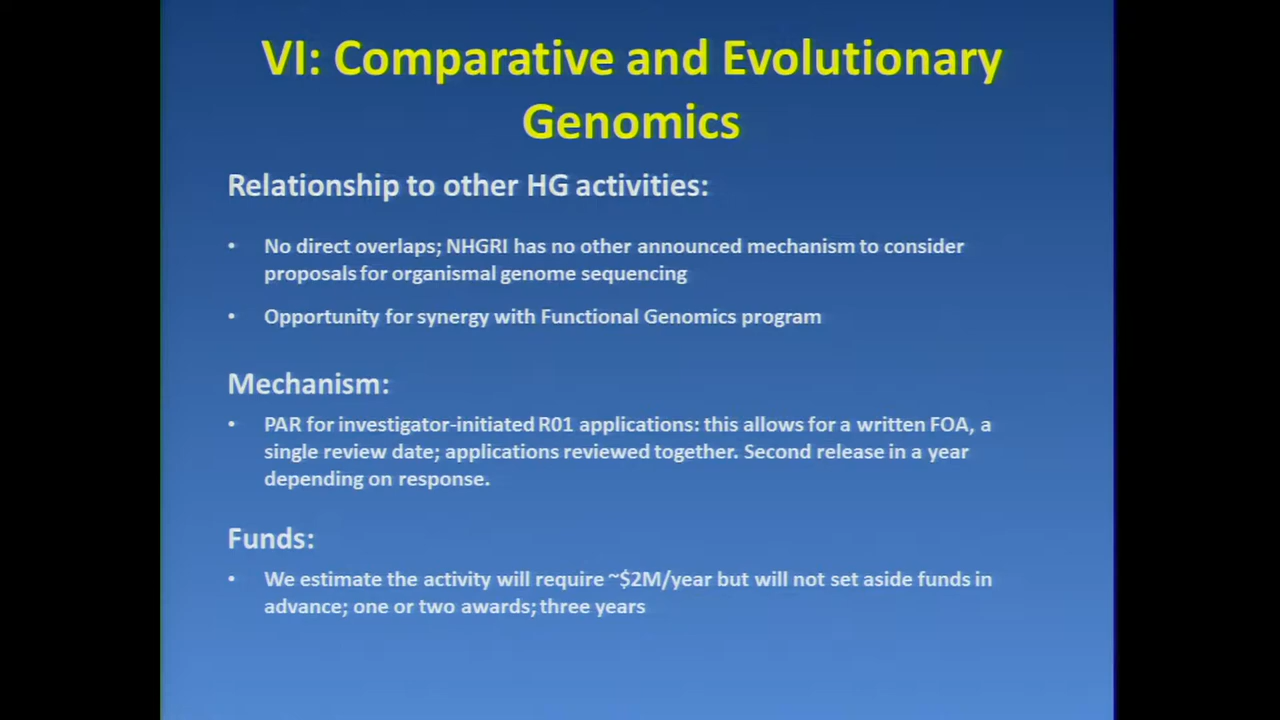 VI: Comparative and Evolutionary
Genomics
Relationship to other HG activities:
• No direct overlaps; NHGRI has no other announced mechanism to consider
proposals for organismal genome sequencing
• Opportunity for synergy with Functional Genomics program
Mechanism:
• PAR for investigator-initiated R01 applications: this allows for a written FOA, a
single review date; applications reviewed together. Second release in a year
depending on response.
Funds:
• We estimate the activity will require ~$2M/year but will not set aside funds in
advance; one or two awards; three years